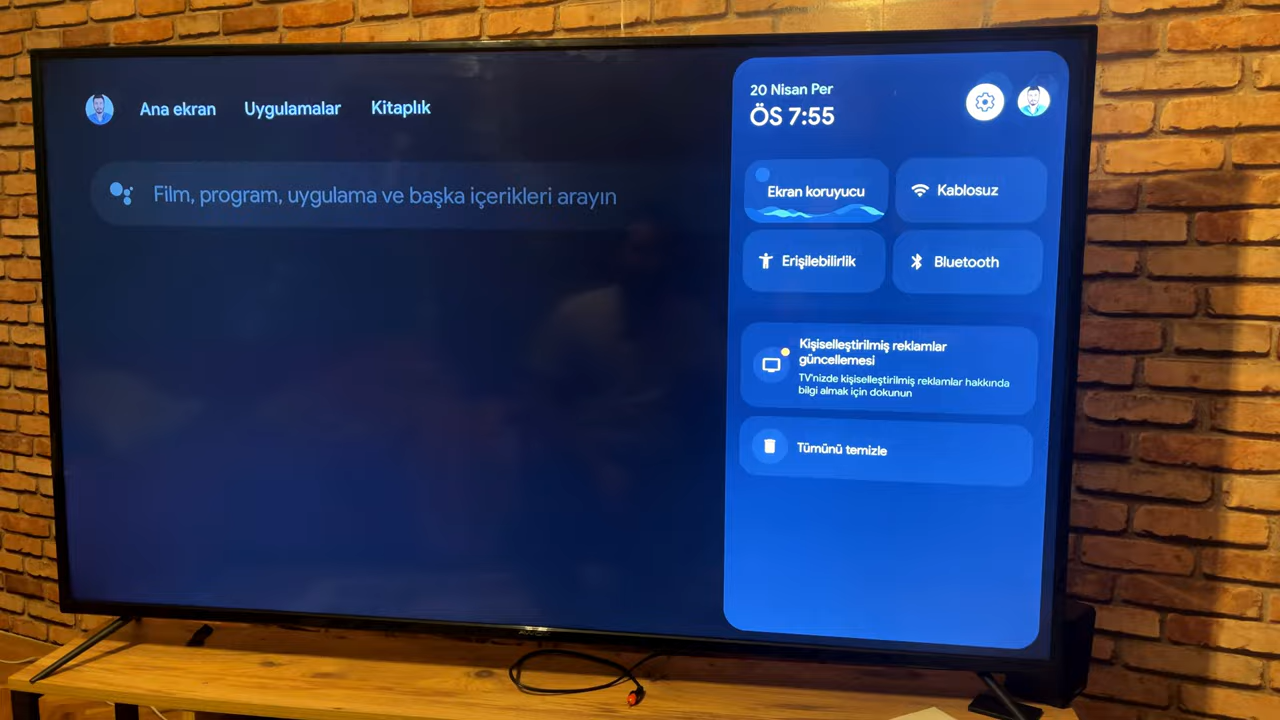 Ana ekran
Uygulamalar
Kitaplık
Film, program, uygulama ve başka içerikleri arayın
20 Nisan Per
ÖS 7:55
Ekran koruyucu
Kablosuz
Erişilebilirlik
Bluetooth
Kişiselleştirilmiş reklamlar
güncellemesi
TV'nizde kişiselleştirilmiş reklamlar hakkında
bilgi almak için dokunun
Tümünü temizle